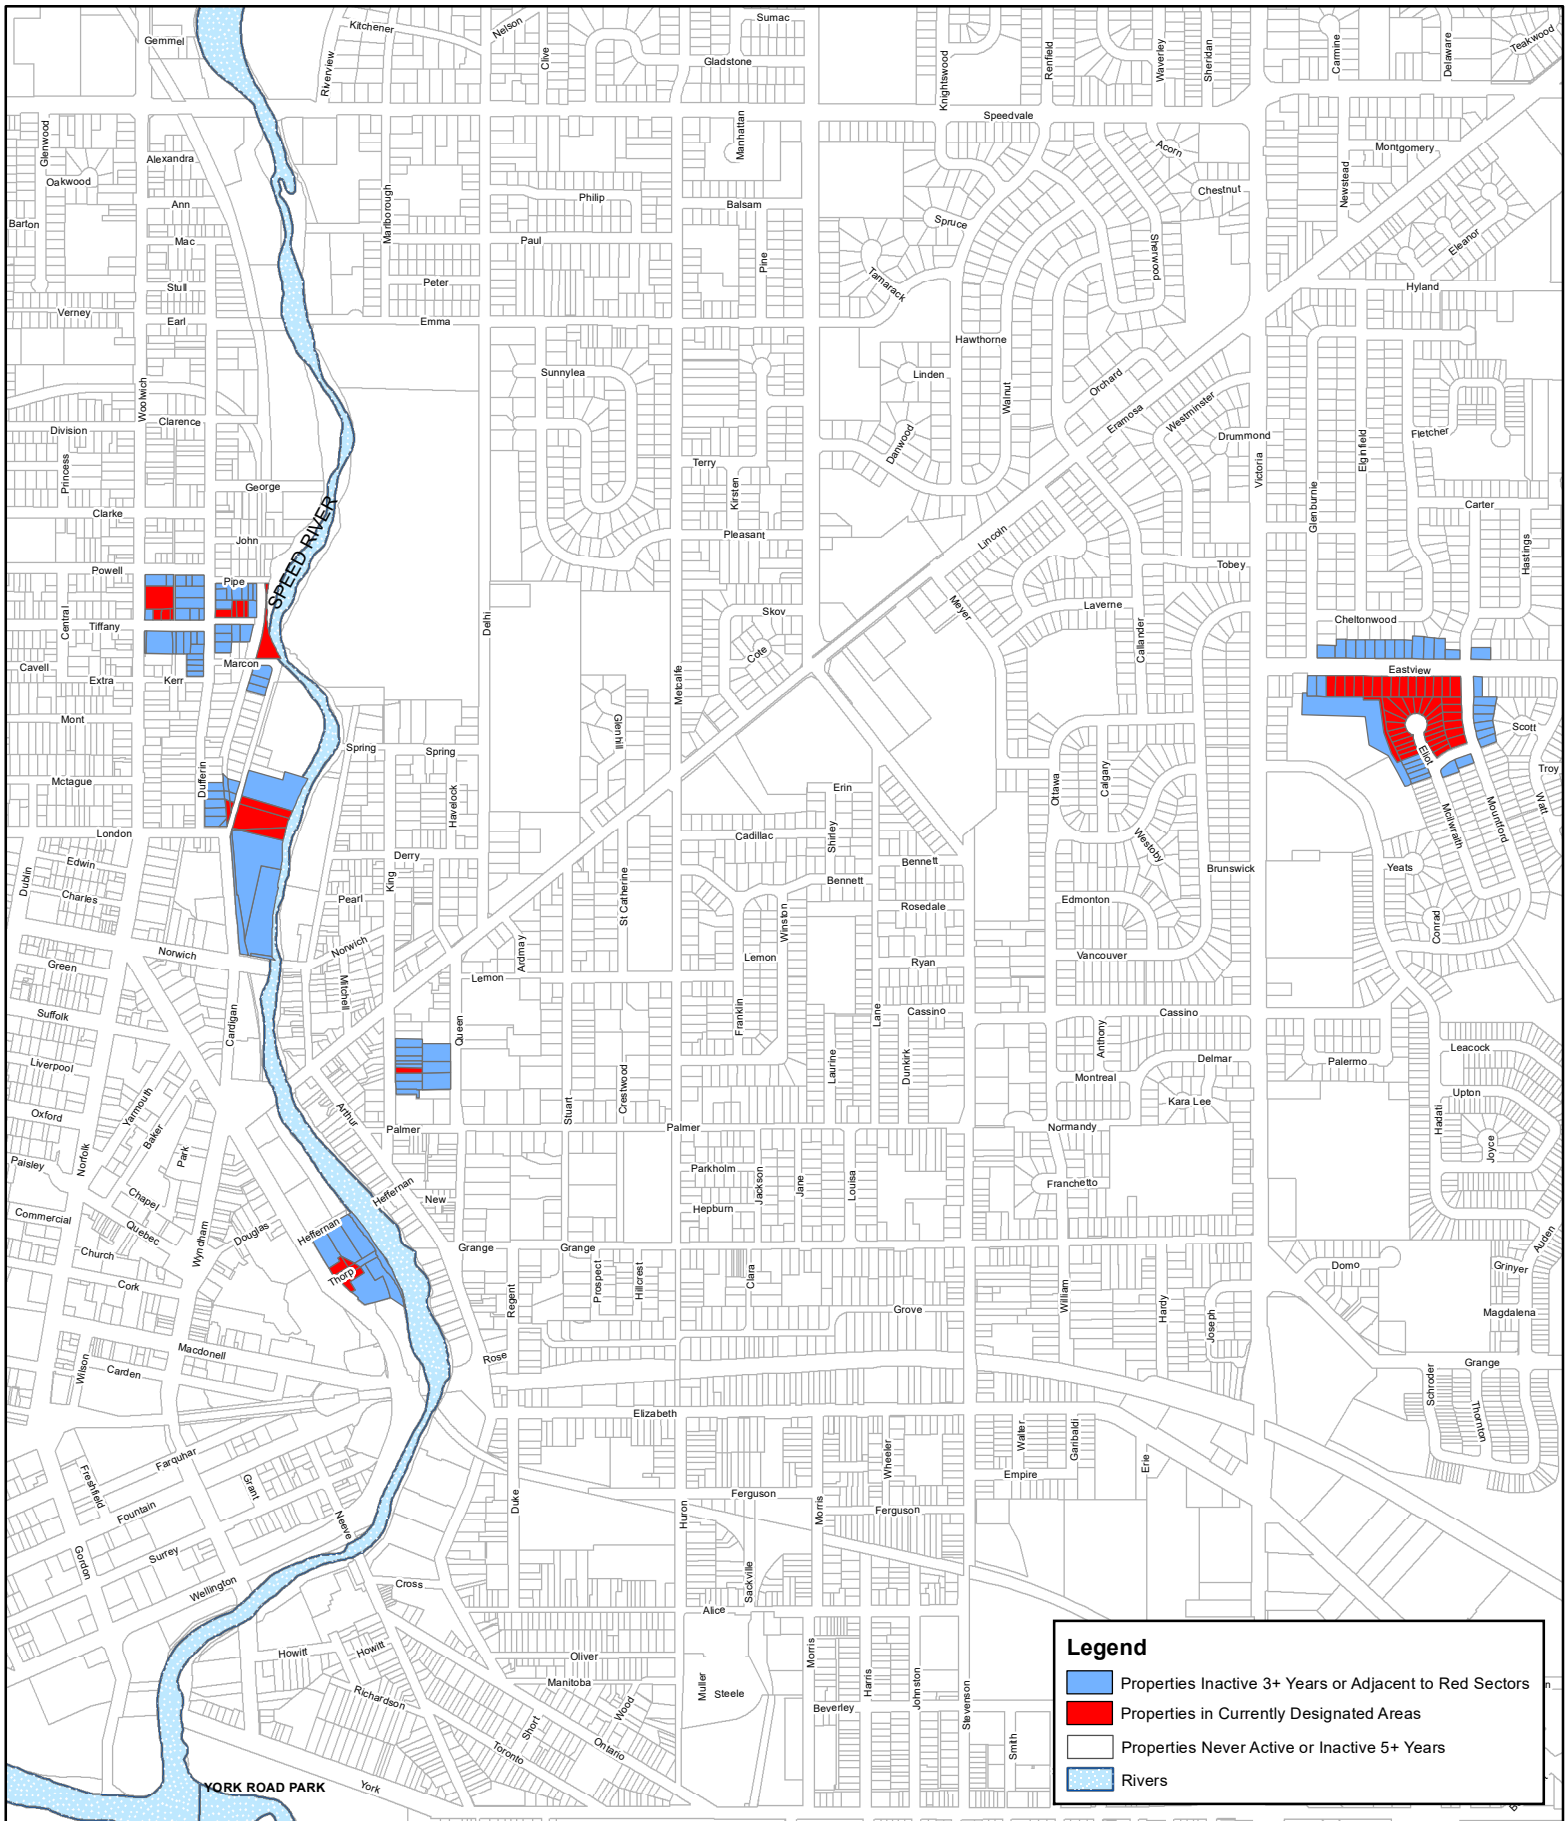 Gemmel
Kitchener
Nelson
Sumac
Clive
Riverview
Gladstone
Knightswood
Renfield
Waverley
Sheridan
Carmine
Delaware
Teakwood
Speedvale
Glenwood
Alexandra
Manhattan
Acorn
Montgomery
Oakwood
Newstead
Chestnut
Philip
Ann
Marlborough
Balsam
Barton
Spruce
Mac
Paul
Pine
Sherwood
Eleanor
Stull
Peter
Tamarack
Hyland
Verney
Earl
Emma
Hawthorne
Sunnylea
Linden
Orchard
Woolwich
Walnut
Westminster
Eramosa
Clarence
Division
Danwood
Drummond
Fletcher
Princess
Terry
Victoria
Elginfield
George
Kirsten
Glenburnie
Carter
Clarke
SPEED RIVER
Pleasant
Lincoln
John
Hastings
Powell
Pipe
Tobey
Central
Delhi
Skov
Meyer
Laverne
Tiffany
Callander
Cheltonwood
Cote
Cavell
Marcon
Eastview
Extra
Kerr
Metcalfe
Mont
Glenhill
Scott
Spring
Spring
Eliot
Mctague
Dufferin
Havelock
Erin
Ottawa
Calgary
Troy
Watt
London
Cadillac
Shirley
Westoby
Mcilwraith
Mountford
Edwin
Derry
Bennett
Dublin
King
St Catherine
Bennett
Brunswick
Yeats
Charles
Pearl
Rosedale
Edmonton
Winston
Conrad
Norwich
Norwich
Ardmay
Green
Lemon
Lemon
Ryan
Vancouver
Mitchell
Suffolk
Cardigan
Queen
Franklin
Lane
Cassino
Cassino
Anthony
Liverpool
Laurine
Dunkirk
Delmar
Palermo
Leacock
Montreal
Crestwood
Yarmouth
Oxford
Arthur
Stuart
Kara Lee
Upton
Hadati
Baker
Palmer
Palmer
Normandy
Joyce
Norfolk
Park
Paisley
Parkholm
Jackson
Jane
Louisa
Franchetto
Chapel
Heffernan
New
Commercial
Hepburn
Quebec
Douglas
Heffernan
Wyndham
Church
Grange
Grange
Auden
Cork
Thorp
Prospect
Hillcrest
Clara
Domo
Grinyer
Regent
William
Hardy
Joseph
Grove
Magdalena
Macdonell
Rose
Wilson
Carden
Grange
Schroder
Elizabeth
Thornton
Farquhar
Walter
Garibaldi
Wheeler
Erie
Freshfield
Grant
Empire
Fountain
Duke
Ferguson
Huron
Morris
Ferguson
Neeve
Surrey
Gordon
Wellington
Cross
Sackville
Alice
Howitt
Howitt
Oliver
Manitoba
Muller
Steele
Morris
Harris
Johnston
Stevenson
Richardson
Wood
Short
Beverley
Ontario
Toronto
Smith
York
YORK ROAD PARK
Legend
Properties Inactive 3+ Years or Adjacent to Red Sectors
Properties in Currently Designated Areas
Properties Never Active or Inactive 5+ Years
Rivers